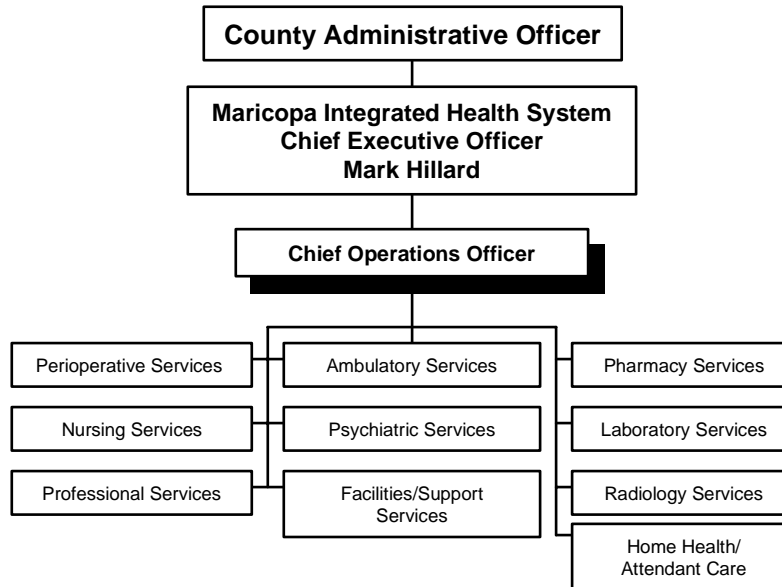 County Administrative Officer
Maricopa Integrated Health System
Chief Executive Officer
Mark Hillard
Chief Operations Officer
Perioperative Services
Ambulatory Services
Pharmacy Services
Nursing Services
Psychiatric Services
Laboratory Services
Professional Services
Facilities/Support
Services
Radiology Services
Home Health/
Attendant Care